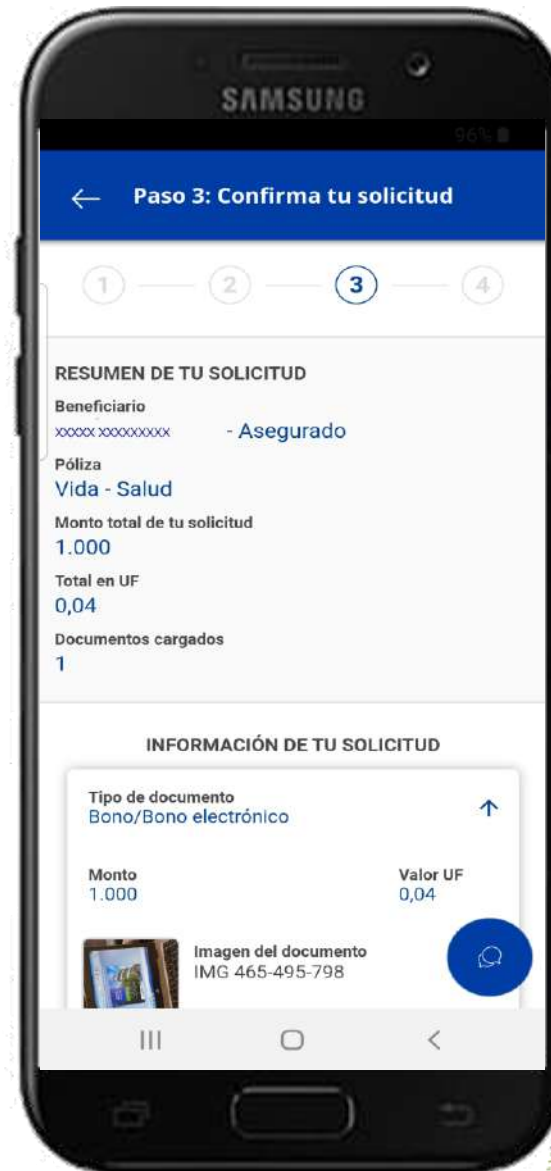 SAMSUNG
96%
Paso 3: Confirma tu solicitud
1 2 3 4
RESUMEN DE TU SOLICITUD
Beneficiario
xxxxx xxxxxxxxx - Asegurado
Póliza
Vida - Salud
Monto total de tu solicitud
1.000
Total en UF
0,04
Documentos cargados
1
INFORMACIÓN DE TU SOLICITUD
Tipo de documento
Bono/Bono electrónico
Monto Valor UF
1.000 0,04
Imagen del documento
IMG 465-495-798